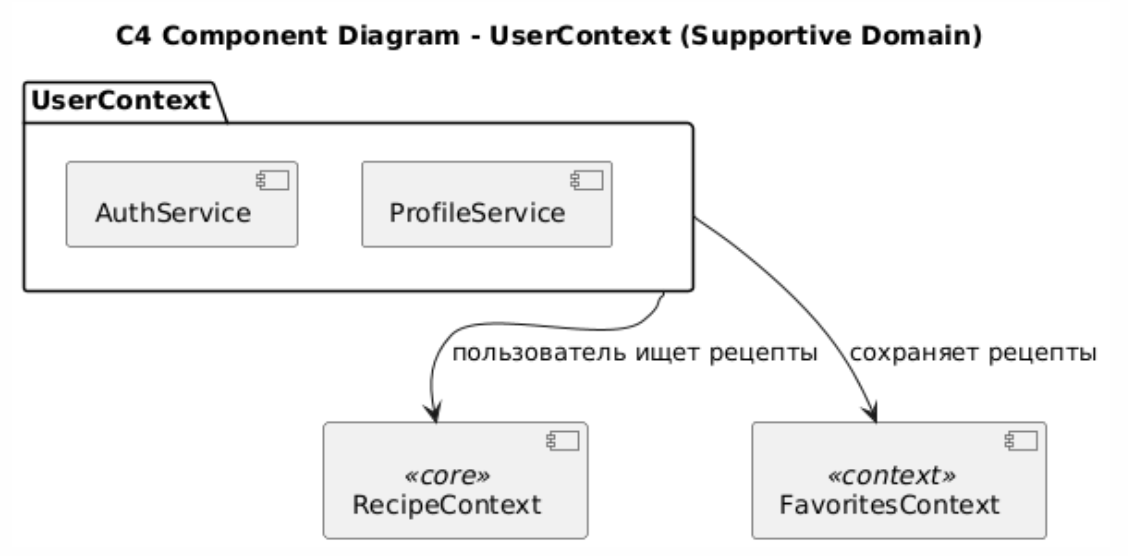 C4 Component Diagram - UserContext (Supportive Domain)
UserContext
AuthService
ProfileService
пользователь ищет рецепты
сохраняет рецепты
«core»
RecipeContext
«context»
FavoritesContext